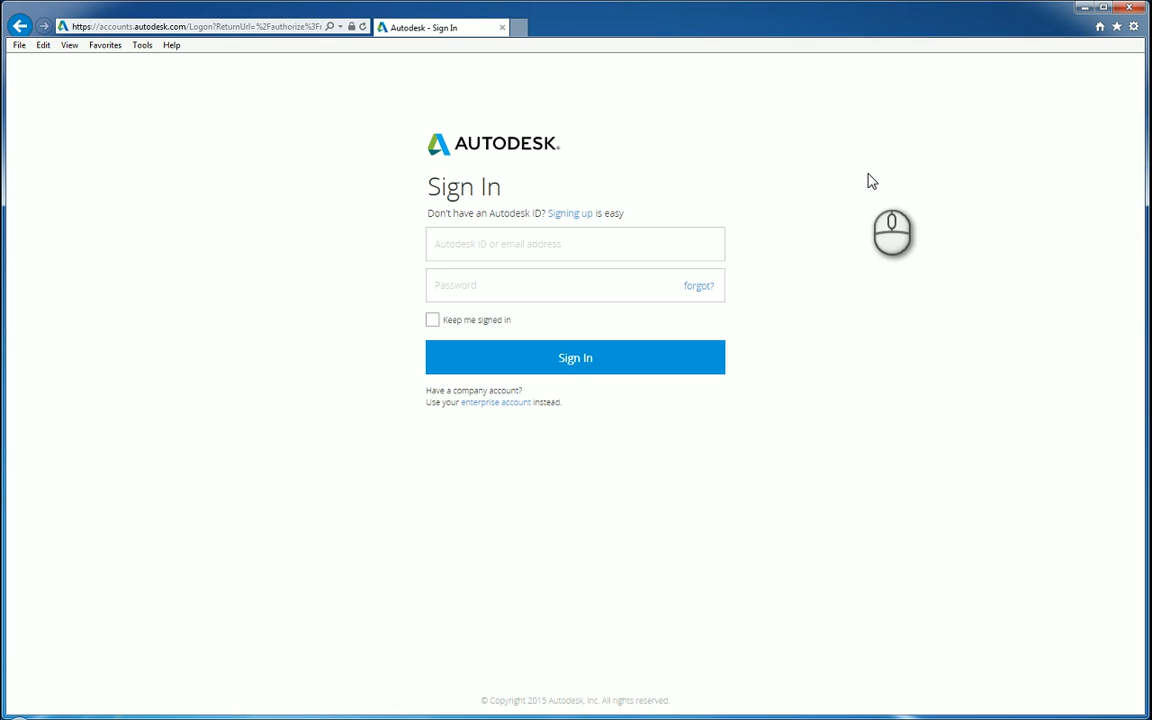 https://accounts.autodesk.com/Logon?ReturnUrl=%2Fauthorize%3Fi
Autodesk - Sign In
File Edit View Favorites Tools Help
AUTODESK®
Sign In
Don't have an Autodesk ID? Signing up is easy
Autodesk ID or email address
Password forgot?
Keep me signed in
Sign In
Have a company account?
Use your enterprise account instead.
© Copyright 2015 Autodesk, Inc. All rights reserved.